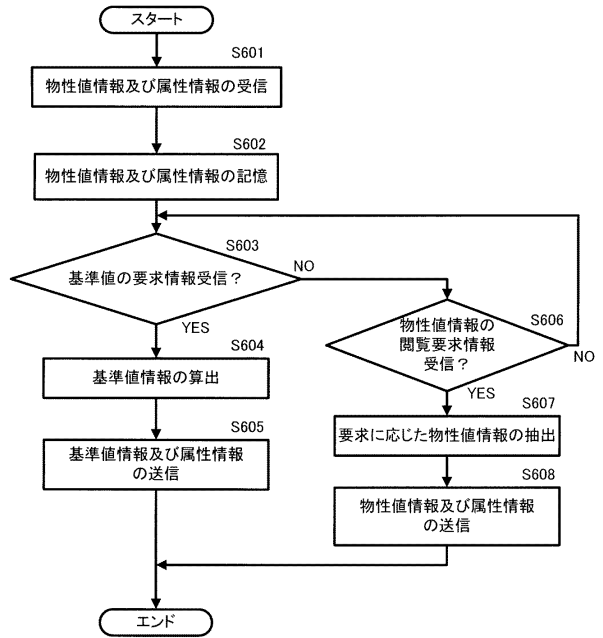 スタート
S601
物性値情報及び属性情報の受信
S602
物性値情報及び属性情報の記憶
S603
基準値の要求情報受信？
NO
YES
S606
物性値情報の
閲覧要求情報
受信？
NO
YES
S604
基準値情報の算出
S605
基準値情報及び属性情報
の送信
S607
要求に応じた物性値情報の抽出
S608
物性値情報及び属性情報
の送信
エンド